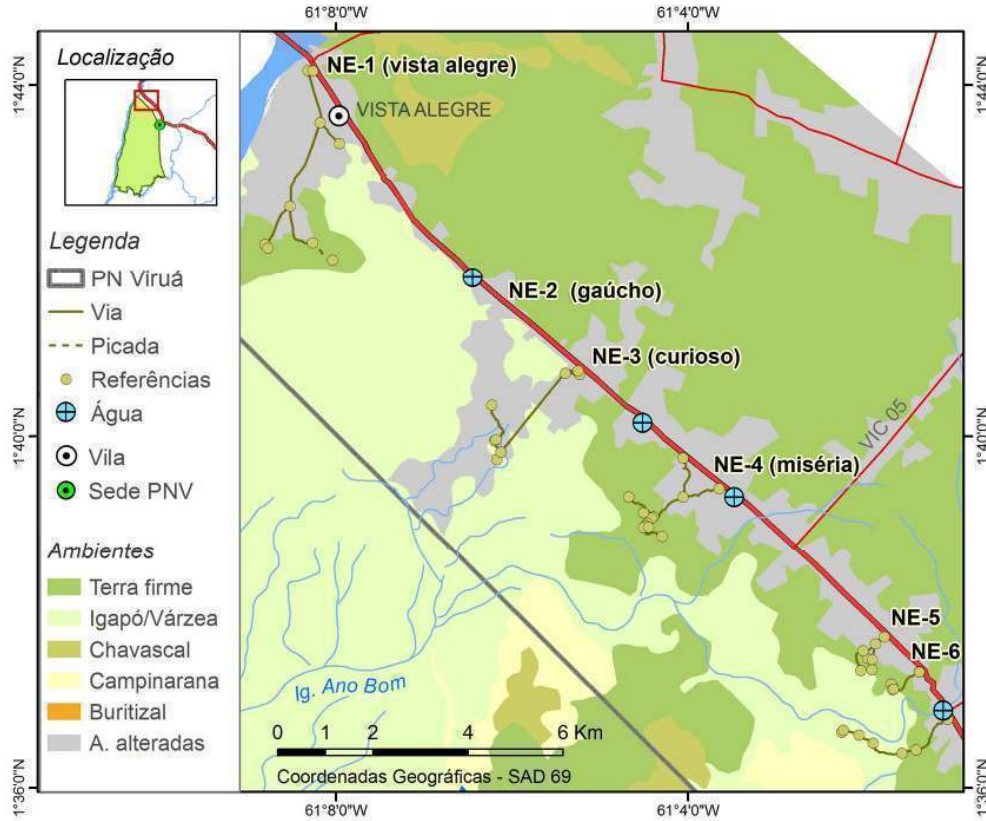 61°8'0"W
61°4'0"W
Localização
NE-1 (vista alegre)
1°44'0"N
1°44'0"N
VISTA ALEGRE
Legenda
PN Viruá
Via
NE-2 (gaúcho)
Picada
NE-3 (curioso)
Referências
Água
VIC 05
1°40'0"N
1°40'0"N
Vila
NE-4 (miséria)
Sede PNV
Ambientes
Terra firme
Igapó/Várzea
NE-5
Chavascal
NE-6
Campinarana
Ig. Ano Bom
Buritizal
0 1 2 4 6 Km
A. alteradas
Coordenadas Geográficas - SAD 69
1°36'0"N
1°36'0"N
61°8'0"W
61°4'0"W